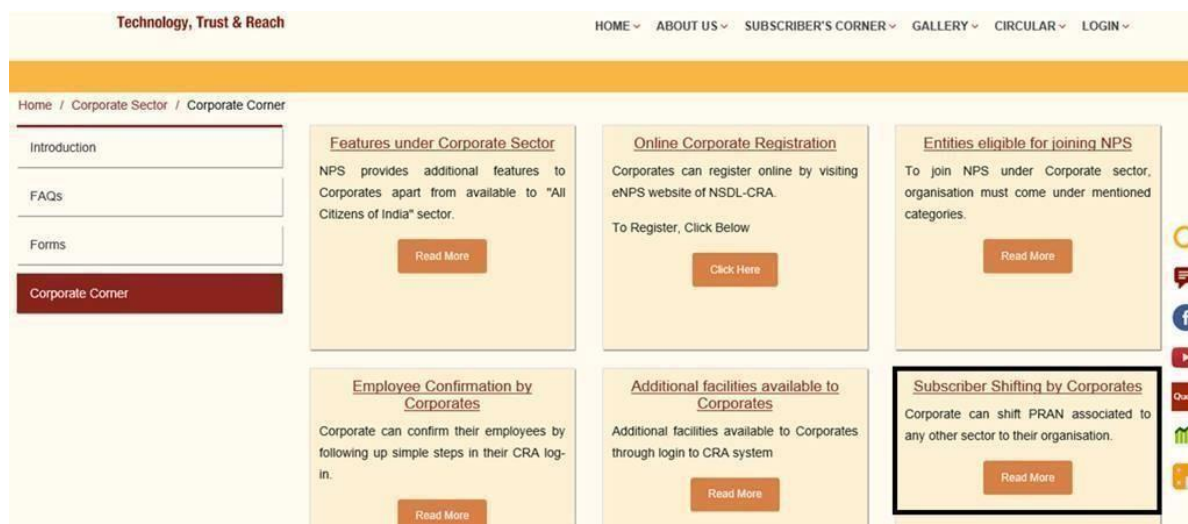 Technology, Trust & Reach
HOME ABOUT US SUBSCRIBER'S CORNER GALLERY CIRCULAR LOGIN
Home / Corporate Sector / Corporate Corner
Introduction
FAQs
Forms
Corporate Corner
Features under Corporate Sector
NPS provides additional features to
Corporates apart from available to "All
Citizens of India" sector.
Read More
Online Corporate Registration
Corporates can register online by visiting
eNPS website of NSDL-CRA.
To Register, Click Below
Click Here
Entities eligible for joining NPS
To join NPS under Corporate sector,
organisation must come under mentioned
categories.
Read More
Employee Confirmation by
Corporates
Corporate can confirm their employees by
following up simple steps in their CRA log-
in.
Read More
Additional facilities available to
Corporates
Additional facilities available to Corporates
through login to CRA system
Read More
Subscriber Shifting by Corporates
Corporate can shift PRAN associated to
any other sector to their organisation.
Read More